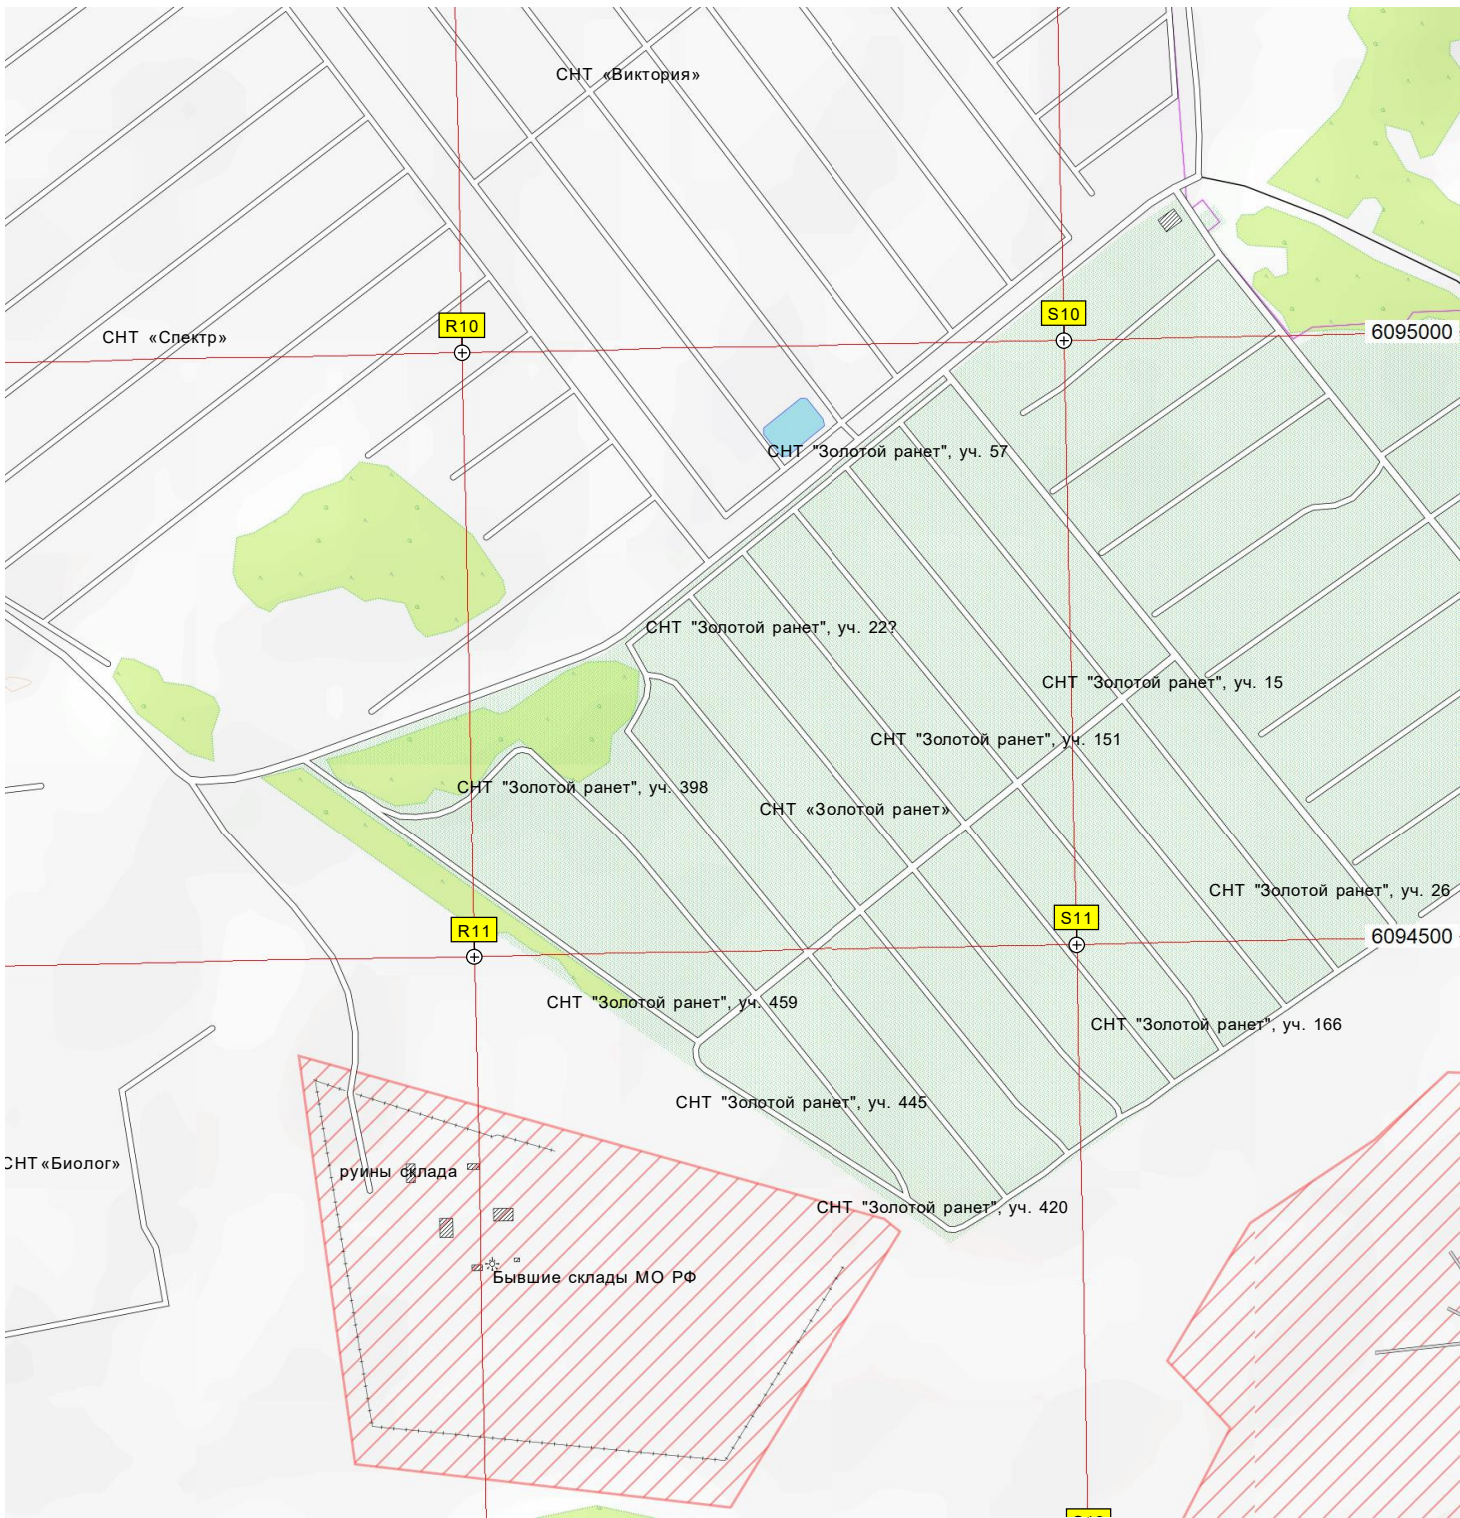 СНТ «Виктория»
S10
R10
6095000
СНТ «Спектр»
СНТ "Золотой ранет", уч. 57
СНТ "Золотой ранет", уч. 22?
СНТ "Золотой ранет", уч. 15
СНТ "Золотой ранет", уч. 151
СНТ "Золотой ранет", уч. 398
СНТ «Золотой ранет»
СНТ "Золотой ранет", уч. 26
S11
R11
6094500
СНТ "Золотой ранет", уч. 459
СНТ "Золотой ранет", уч. 166
СНТ "Золотой ранет", уч. 445
СНТ «Биолог»
руины склада
СНТ "Золотой ранет", уч. 420
Бывшие склады МО РФ